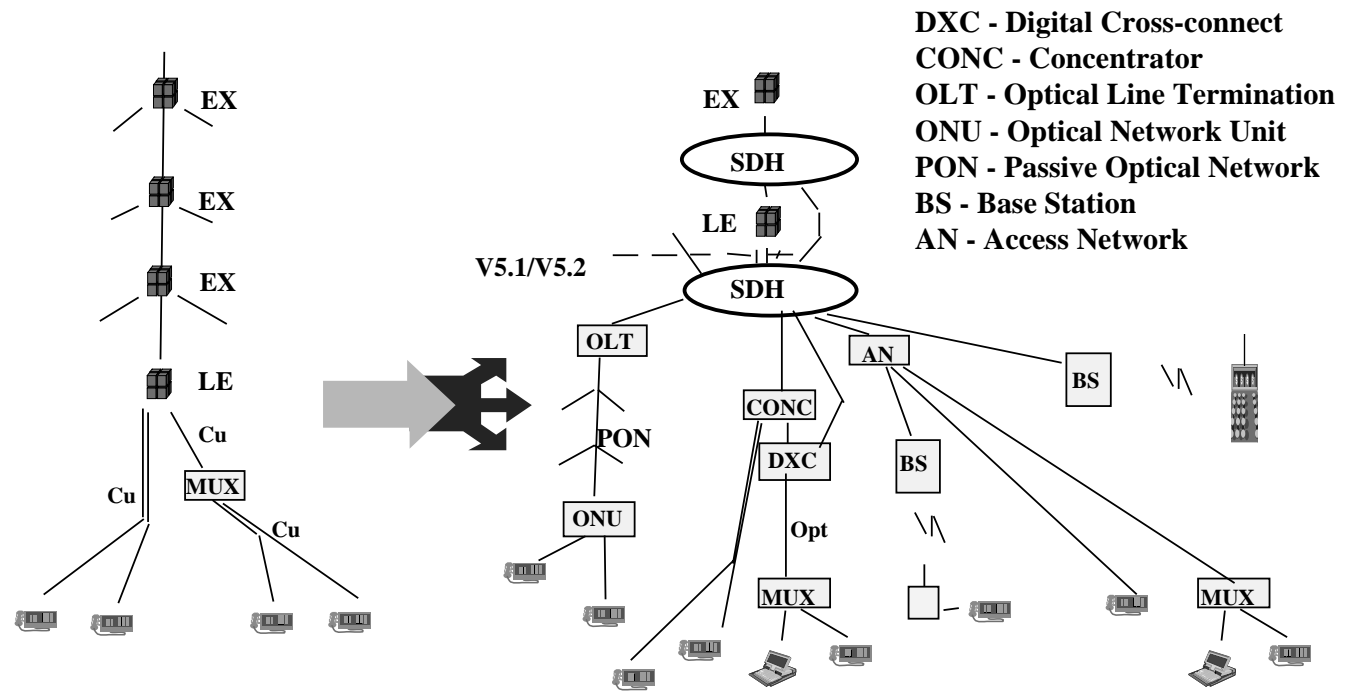 DXC - Digital Cross-connect
CONC - Concentrator
OLT - Optical Line Termination
ONU - Optical Network Unit
PON - Passive Optical Network
BS - Base Station
AN - Access Network
EX
EX
EX
LE
Cu
MUX
Cu
Cu
EX
SDH
LE
V5.1/V5.2
SDH
OLT
AN
BS
CONC
PON
DXC
BS
ONU
Opt
MUX
MUX